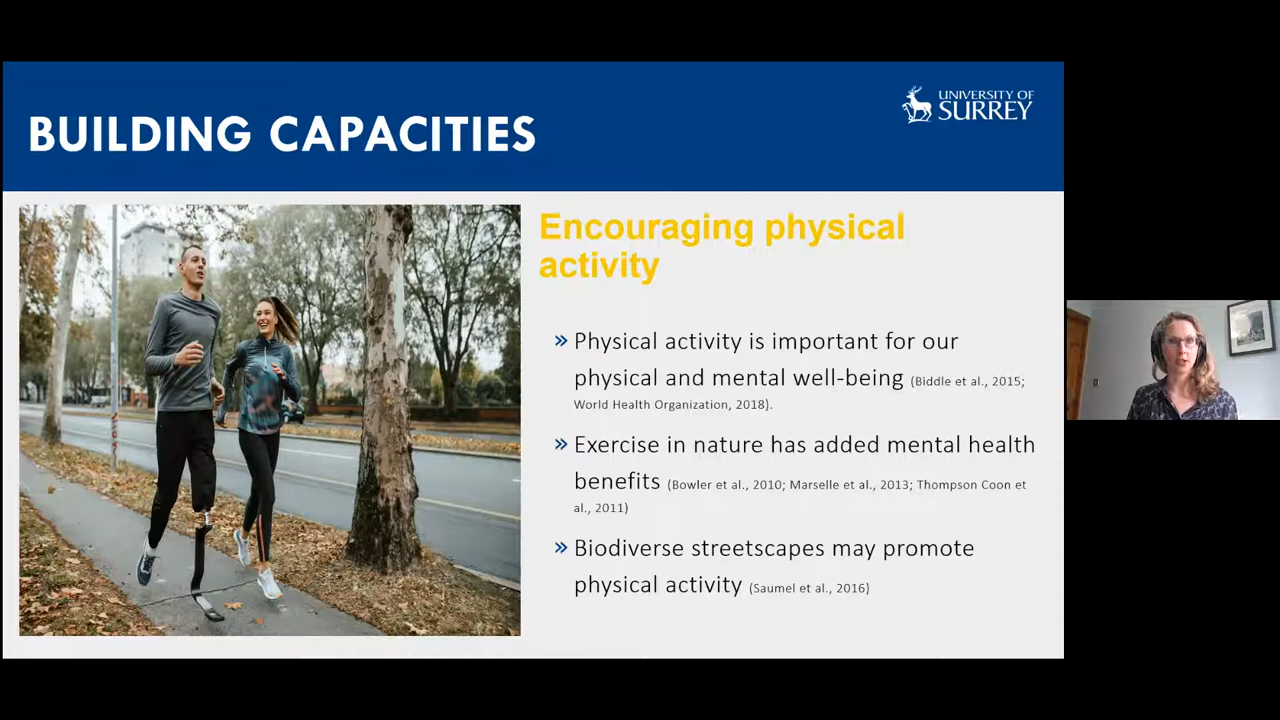 BUILDING CAPACITIES
UNIVERSITY OF
SURREY
Encouraging physical
activity
» Physical activity is important for our
physical and mental well-being (Biddle et al., 2015;
World Health Organization, 2018).
» Exercise in nature has added mental health
benefits (Bowler et al., 2010; Marselle et al., 2013; Thompson Coon et
al., 2011)
» Biodiverse streetscapes may promote
physical activity (Saumel et al., 2016)